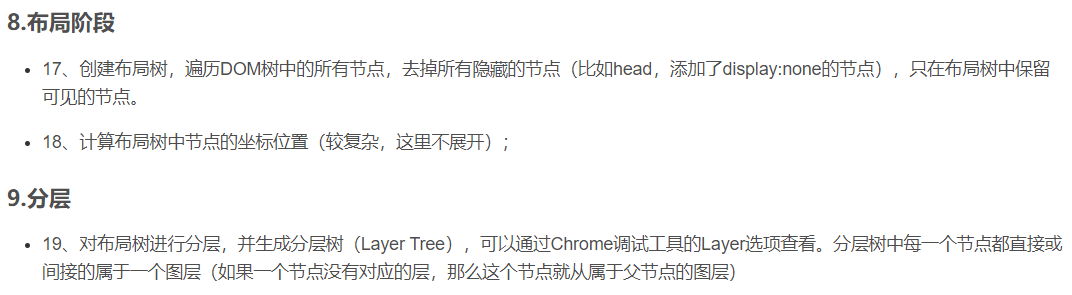 8.布局阶段
17、创建布局树，遍历DOM树中的所有节点，去掉所有隐藏的节点（比如head，添加了display:none的节点），只在布局树中保留
可见的节点。
18、计算布局树中节点的坐标位置（较复杂，这里不展开）；
9.分层
19、对布局树进行分层，并生成分层树（Layer Tree），可以通过Chrome调试工具的Layer选项查看。分层树中每一个节点都直接或
间接的属于一个图层（如果一个节点没有对应的层，那么这个节点就从属于父节点的图层）